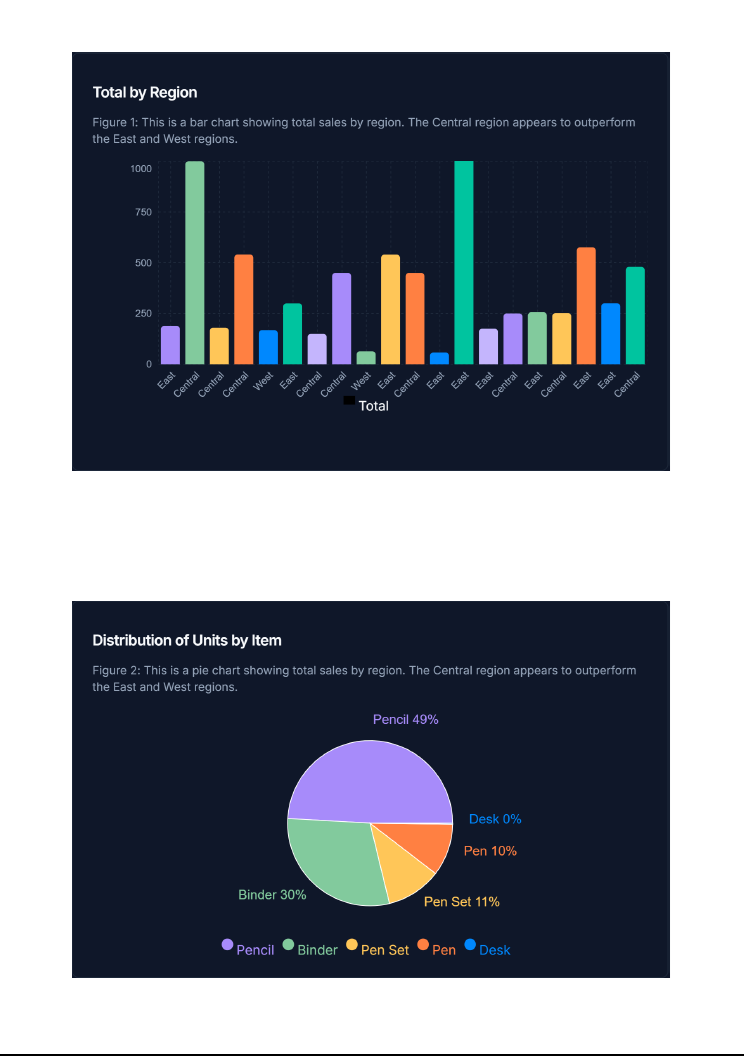 Total by Region
Figure 1: This is a bar chart showing total sales by region. The Central region appears to outperform
the East and West regions.
1000
750
500
250
0
East
Central
Central
Central
West
East
Central
Central
West
East
Central
East
East
East
Central
East
Central
East
East
Central
Total
Distribution of Units by Item
Figure 2: This is a pie chart showing total sales by region. The Central region appears to outperform
the East and West regions.
Pencil 49%
Desk 0%
Pen 10%
Binder 30%
Pen Set 11%
Pencil Binder Pen Set Pen Desk